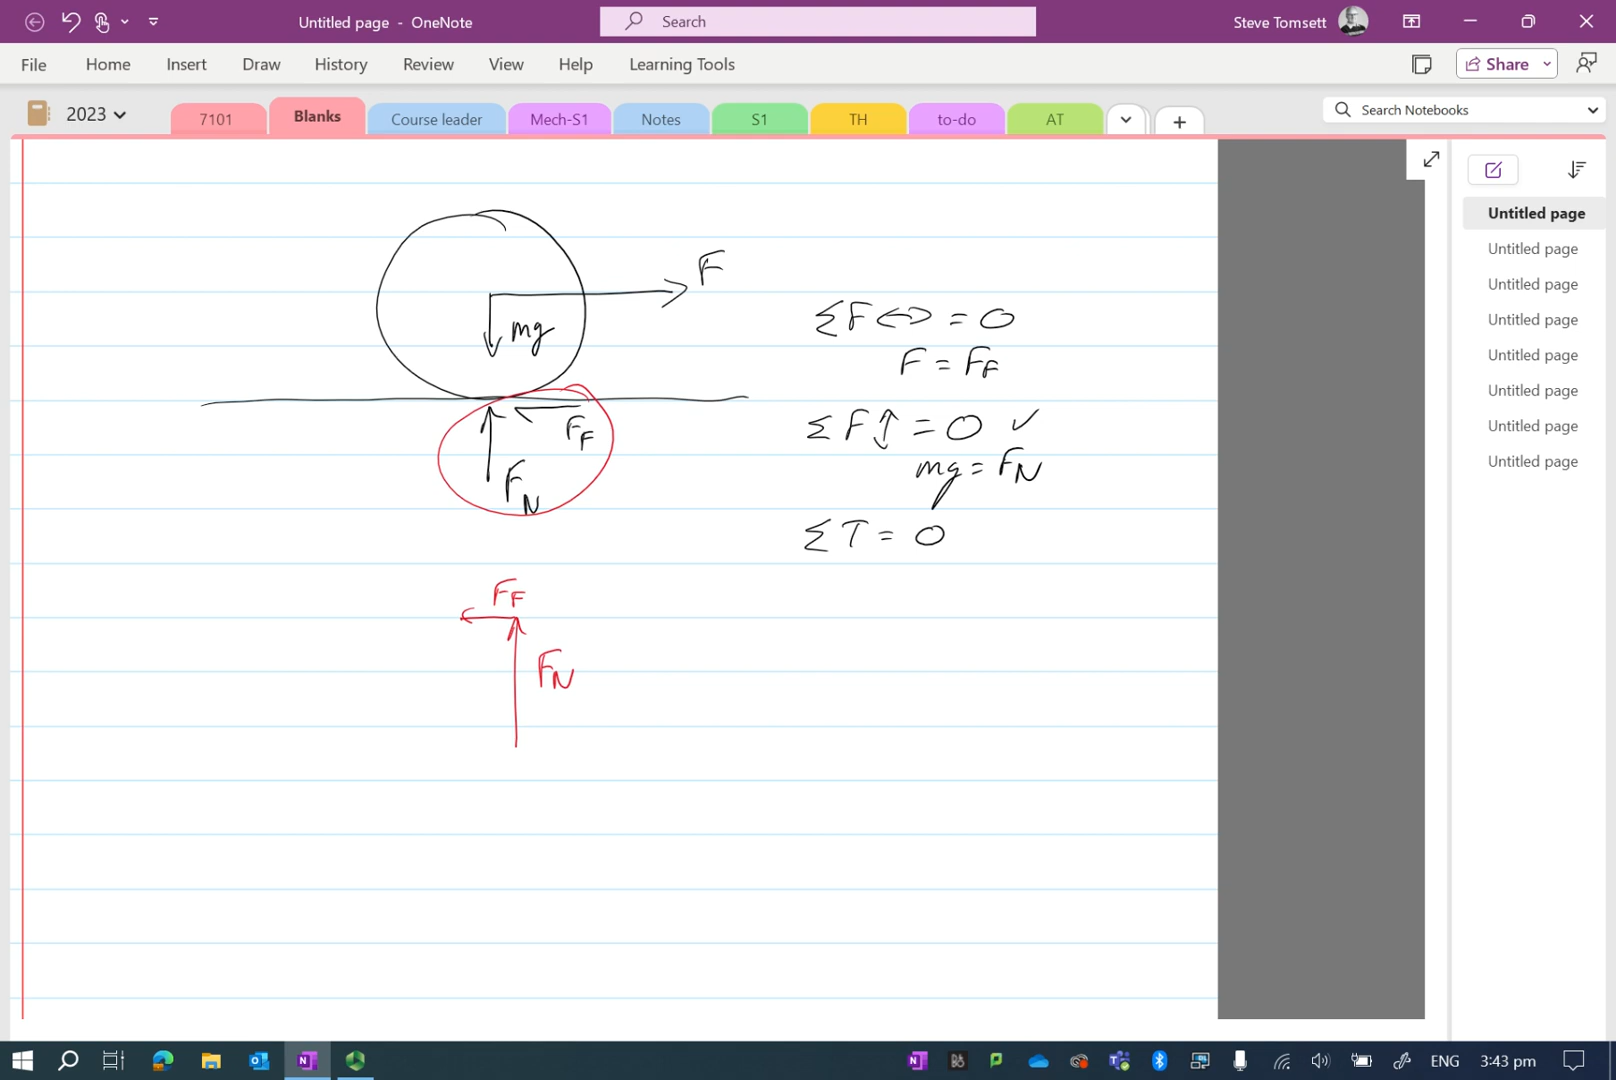 Untitled page - OneNote
Search
Steve Tomsett
File Home Insert Draw History Review View Help Learning Tools
Share
2023
7101 Blanks Course leader Mech-S1 Notes S1 TH to-do AT
+
Search Notebooks
Untitled page
Untitled page
Untitled page
Untitled page
Untitled page
Untitled page
Untitled page
Untitled page
F
mg
F_F
F_N
ΣF ↔ = 0
F = F_F
ΣF ↕ = 0 ✓
mg = F_N
ΣT = 0
F_F
F_N
ENG 3:43 pm